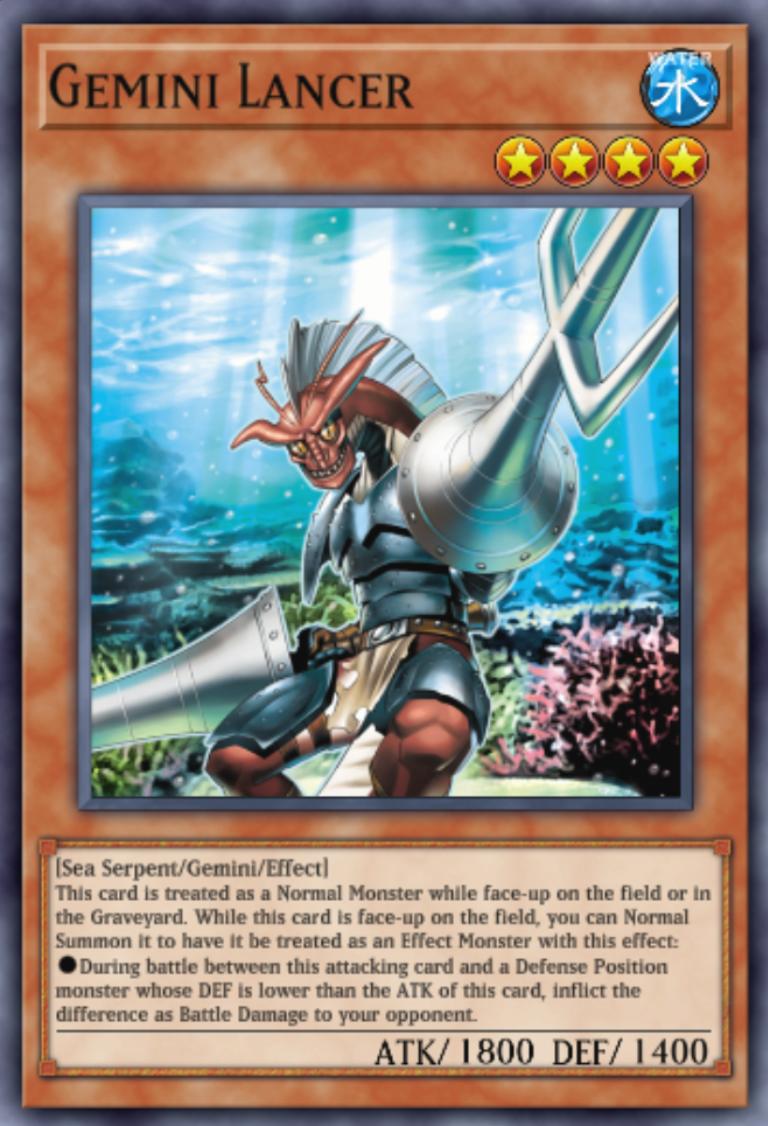 GEMINI LANCER
WATER
水
[Sea Serpent/Gemini/Effect]
This card is treated as a Normal Monster while face-up on the field or in
the Graveyard. While this card is face-up on the field, you can Normal
Summon it to have it be treated as an Effect Monster with this effect:
●During battle between this attacking card and a Defense Position
monster whose DEF is lower than the ATK of this card, inflict the
difference as Battle Damage to your opponent.
ATK/ 1800 DEF/ 1400